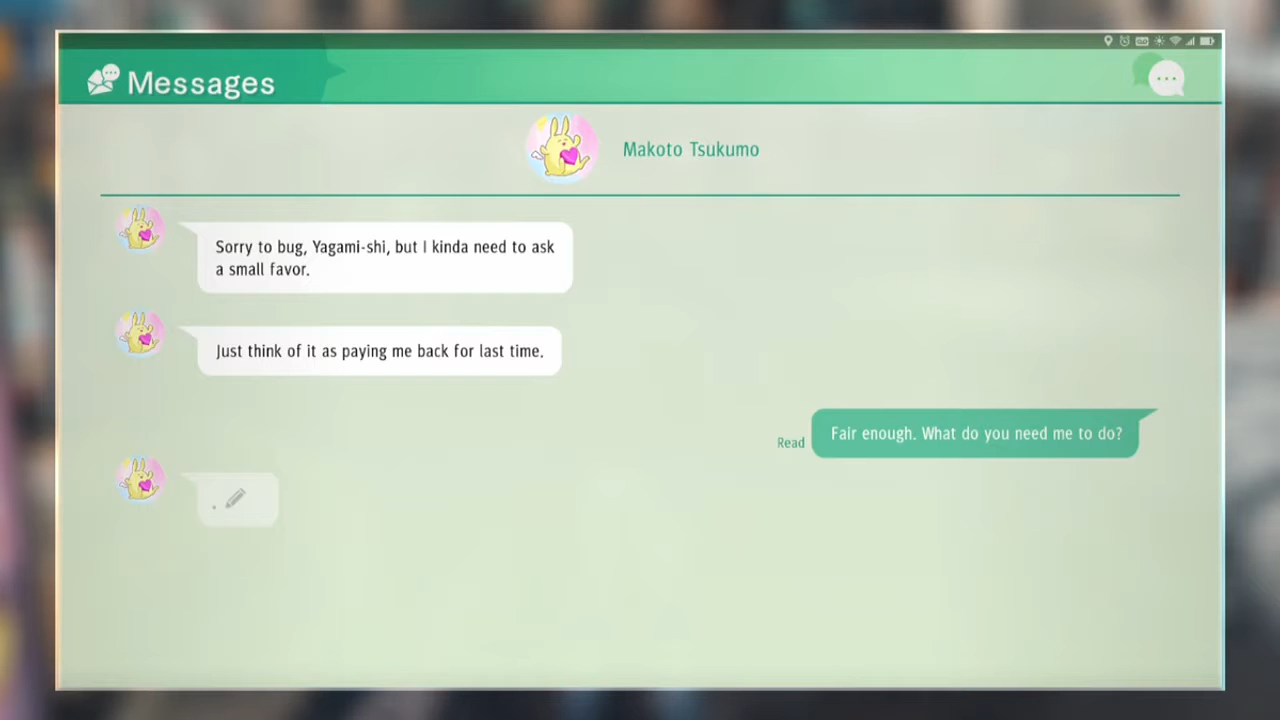 Messages
Makoto Tsukumo
Sorry to bug, Yagami-shi, but I kinda need to ask
a small favor.
Just think of it as paying me back for last time.
Read
Fair enough. What do you need me to do?
.